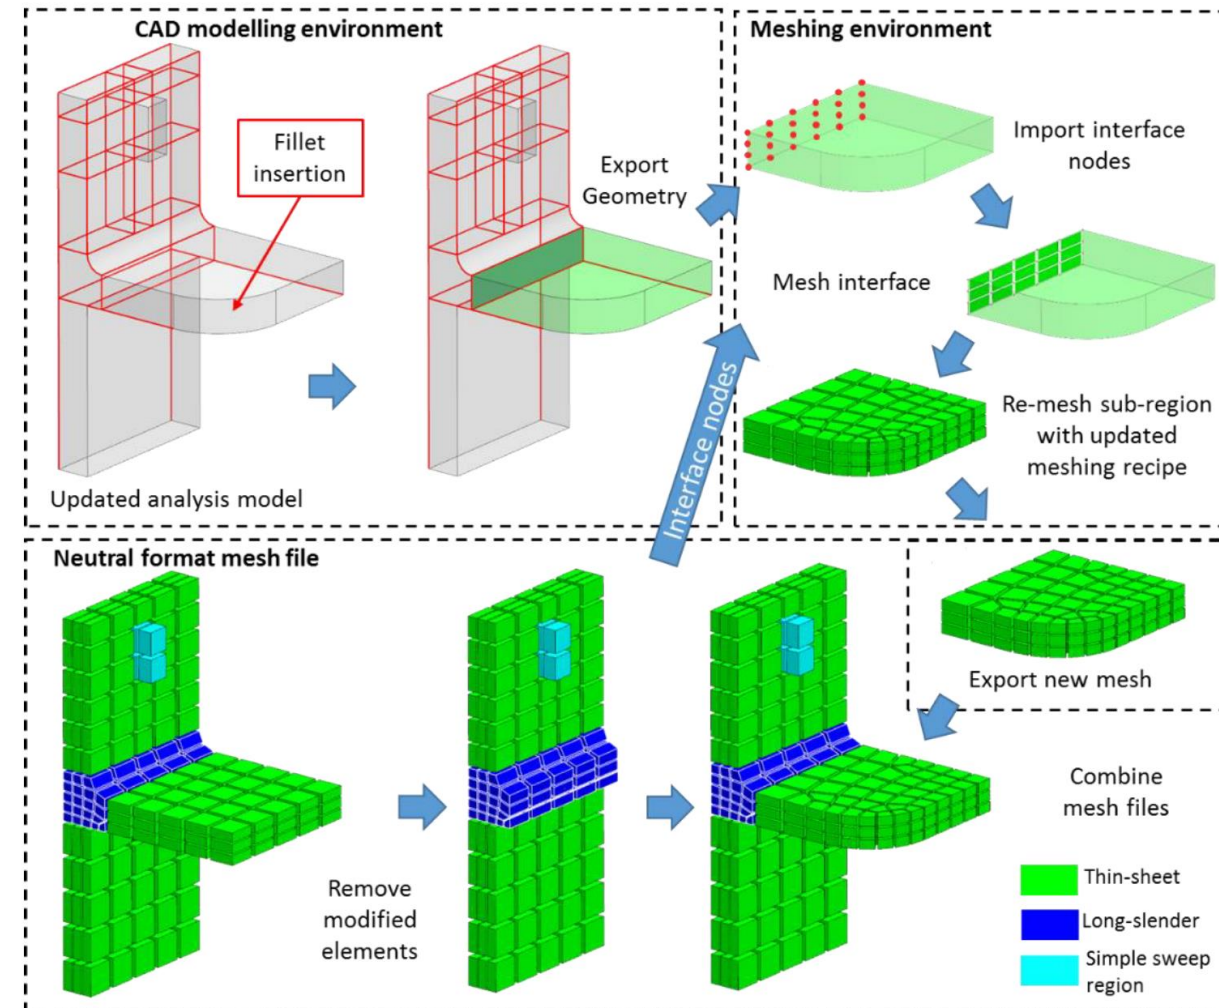 CAD modelling environment
Fillet
insertion
Export
Geometry
Updated analysis model
Meshing environment
Import interface
nodes
Mesh interface
Re-mesh sub-region
with updated
meshing recipe
Interface nodes
Neutral format mesh file
Remove
modified
elements
Export new mesh
Combine
mesh files
Thin-sheet
Long-slender
Simple sweep
region